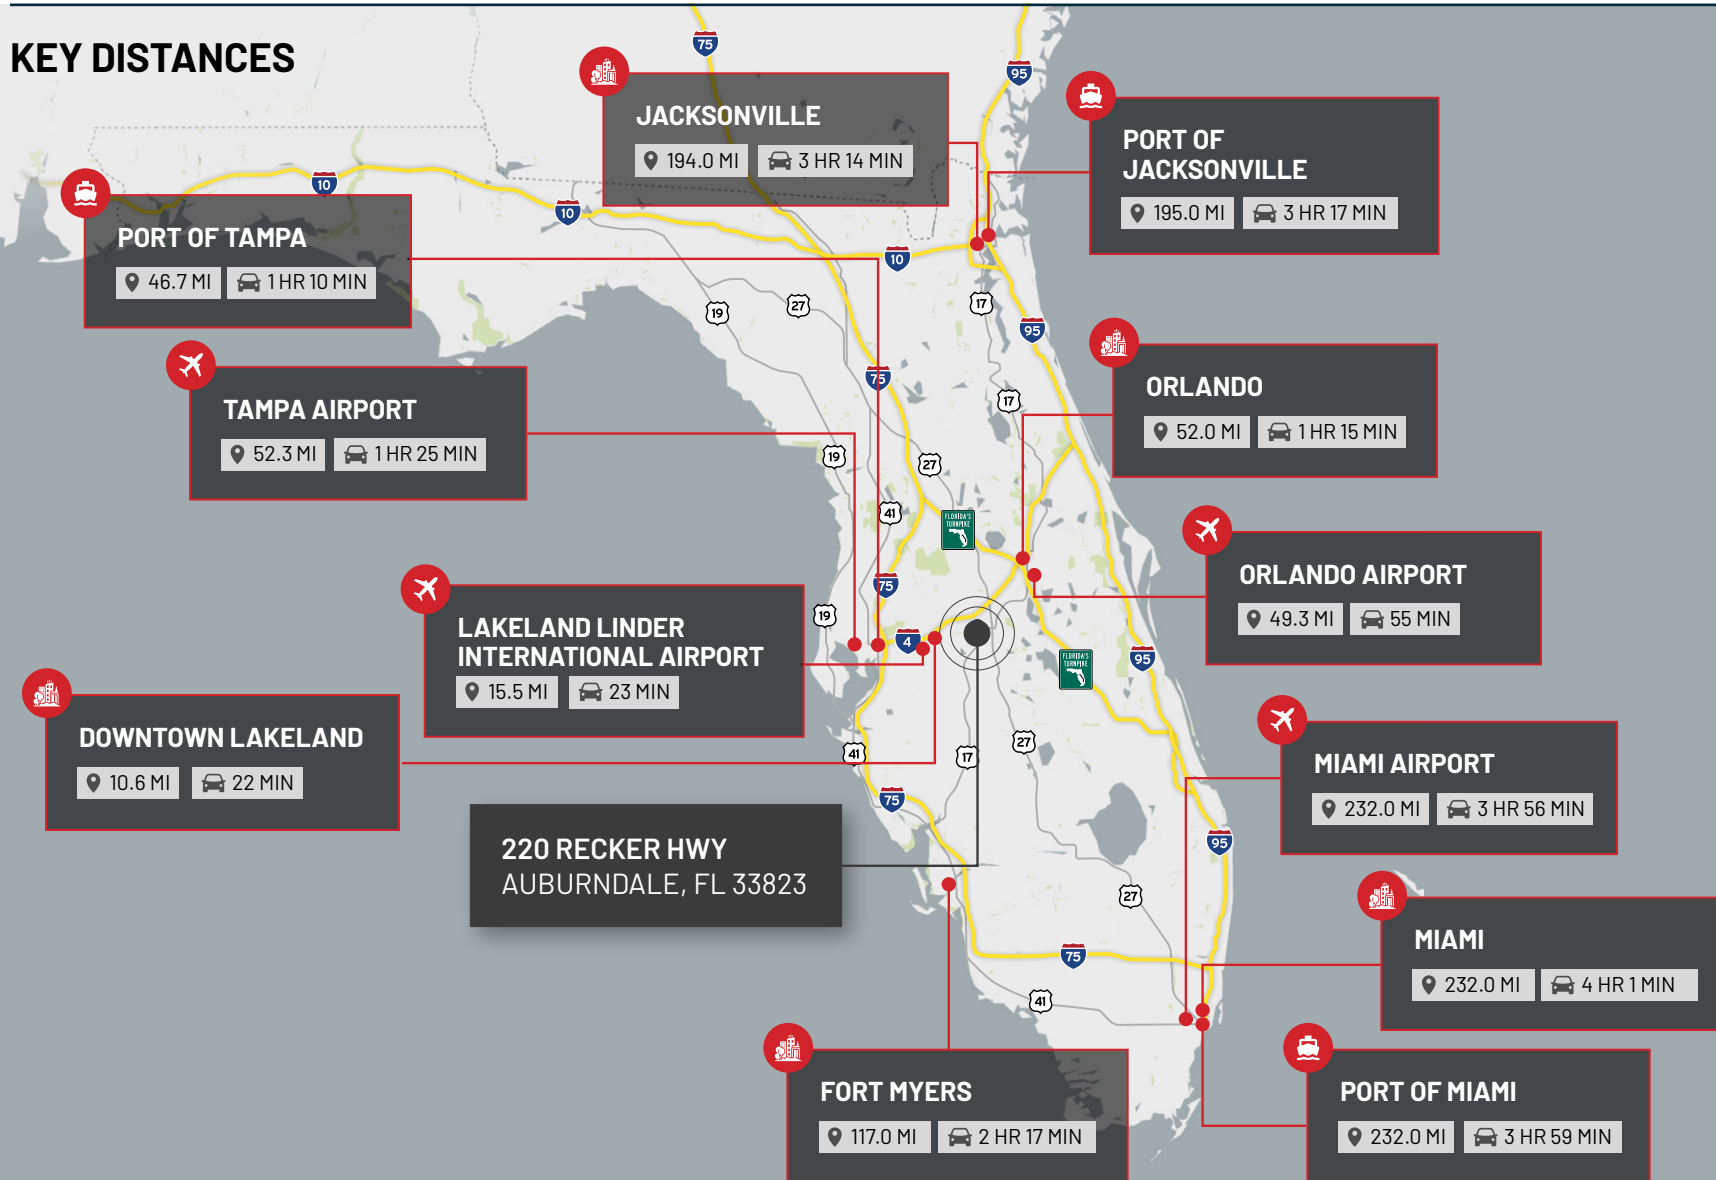 KEY DISTANCES
JACKSONVILLE
194.0 MI 3 HR 14 MIN
PORT OF
JACKSONVILLE
195.0 MI 3 HR 17 MIN
PORT OF TAMPA
46.7 MI 1 HR 10 MIN
TAMPA AIRPORT
52.3 MI 1 HR 25 MIN
ORLANDO
52.0 MI 1 HR 15 MIN
ORLANDO AIRPORT
49.3 MI 55 MIN
LAKELAND LINDER
INTERNATIONAL AIRPORT
15.5 MI 23 MIN
DOWNTOWN LAKELAND
10.6 MI 22 MIN
220 RECKER HWY
AUBURNDALE, FL 33823
MIAMI AIRPORT
232.0 MI 3 HR 56 MIN
MIAMI
232.0 MI 4 HR 1 MIN
FORT MYERS
117.0 MI 2 HR 17 MIN
PORT OF MIAMI
232.0 MI 3 HR 59 MIN
75
95
10
10
10
19
27
17
95
75
17
19
27
41
FLORIDA'S
TURNPIKE
75
19
4
FLORIDA'S
TURNPIKE
95
41
17
27
75
95
27
75
41